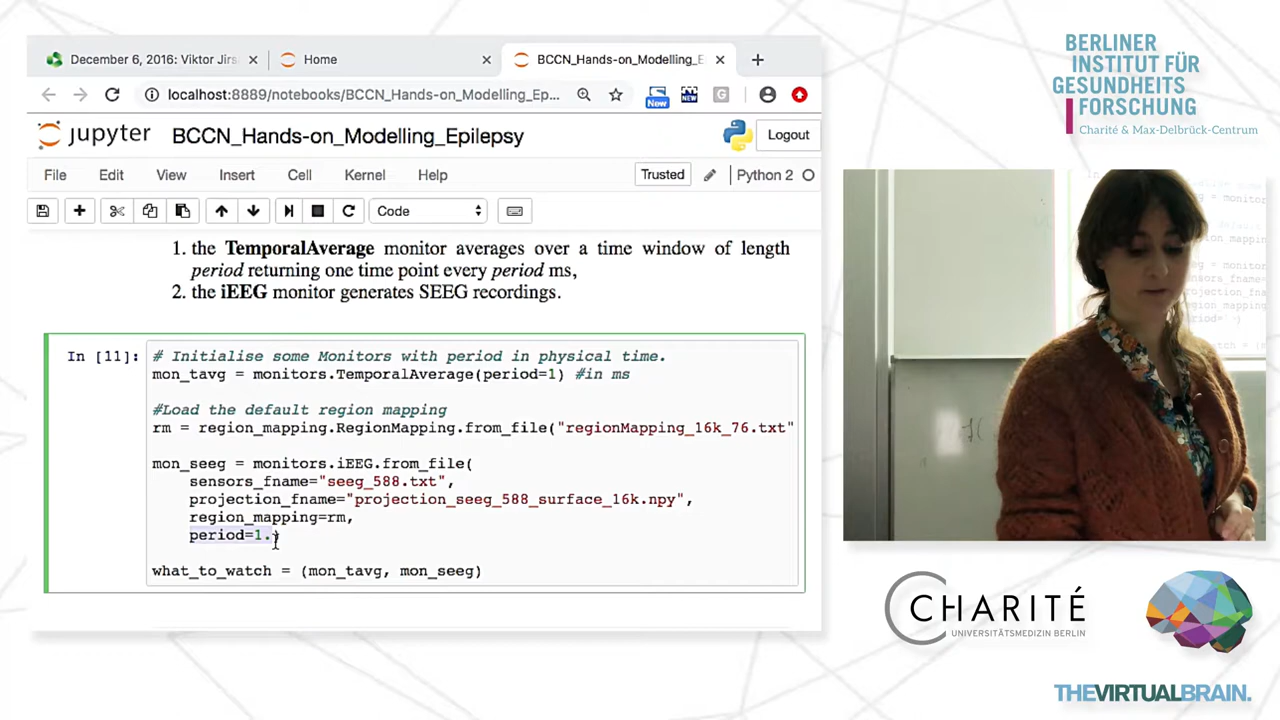 December 6, 2016: Viktor Jirs
Home
BCCN_Hands-on_Modelling_E
localhost:8889/notebooks/BCCN_Hands-on_Modelling_Ep...
New
New
jupyter
BCCN_Hands-on_Modelling_Epilepsy
Logout
File
Edit
View
Insert
Cell
Kernel
Help
Trusted
Python 2
Code
1. the TemporalAverage monitor averages over a time window of length
period returning one time point every period ms,
2. the iEEG monitor generates SEEG recordings.
In [11]:
# Initialise some Monitors with period in physical time.
mon_tavg = monitors.TemporalAverage(period=1) #in ms
#Load the default region mapping
rm = region_mapping.RegionMapping.from_file("regionMapping_16k_76.txt"
mon_seeg = monitors.iEEG.from_file(
sensors_fname="seeg_588.txt",
projection_fname="projection_seeg_588_surface_16k.npy",
region_mapping=rm,
period=1.)
what_to_watch = (mon_tavg, mon_seeg)
BERLINER
INSTITUT FÜR
GESUNDHEITS
FORSCHUNG
Charité & Max-Delbrück-Centrum
CHARITÉ
UNIVERSITÄTSMEDIZIN BERLIN
THEVIRTUALBRAIN.